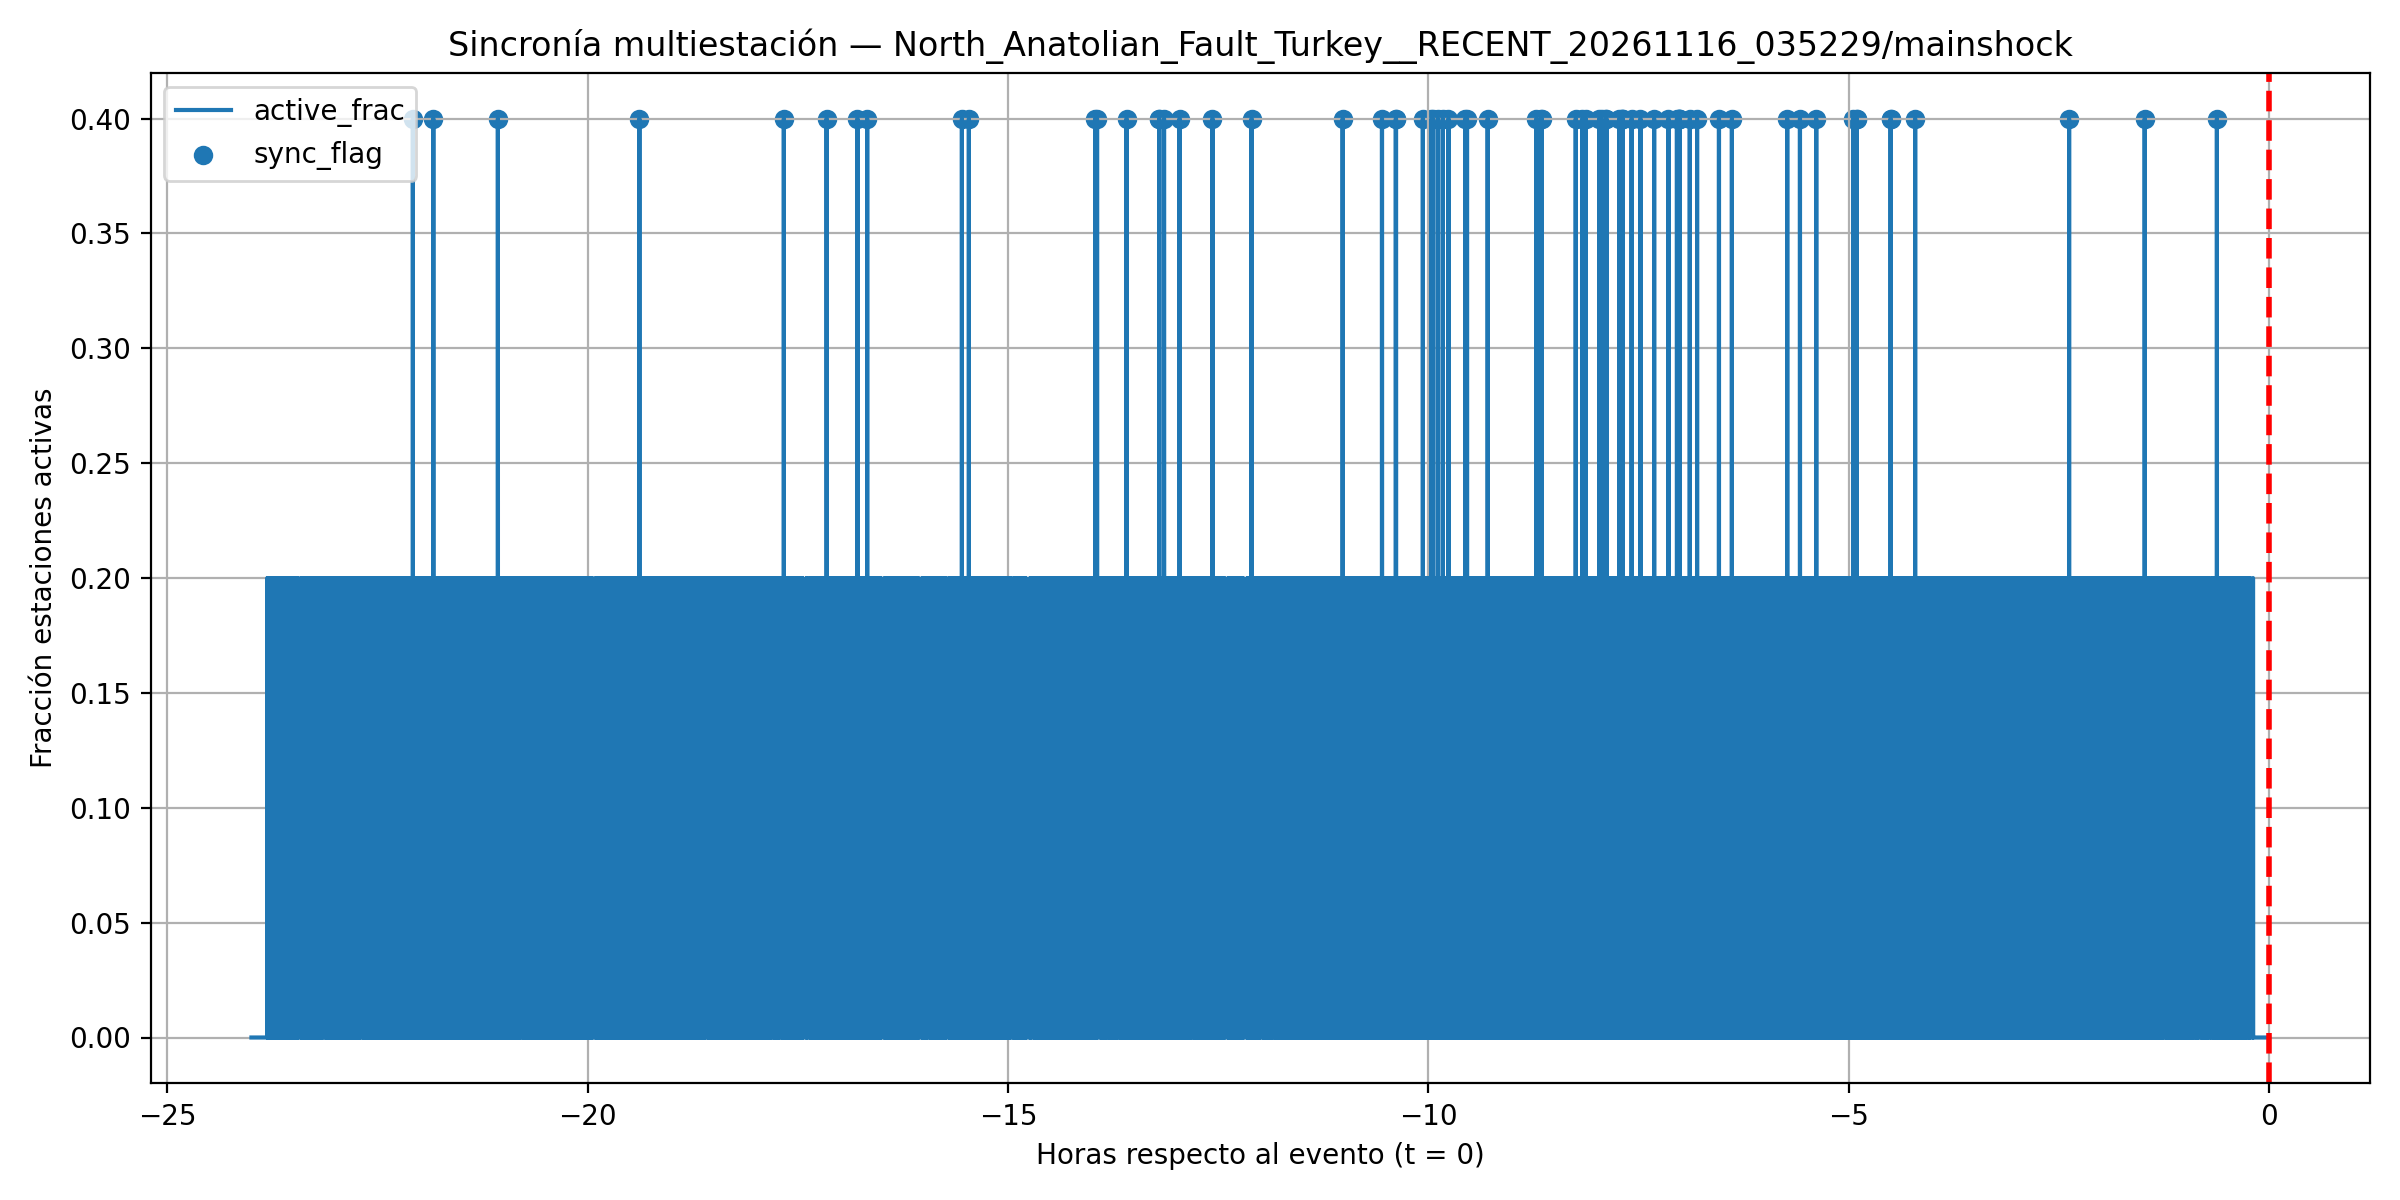 Sincronía multiestación — North_Anatolian_Fault_Turkey__RECENT_20261116_035229/mainshock
active_frac
sync_flag
Fracción estaciones activas
0.40
0.35
0.30
0.25
0.20
0.15
0.10
0.05
0.00
−25 −20 −15 −10 −5 0
Horas respecto al evento (t = 0)